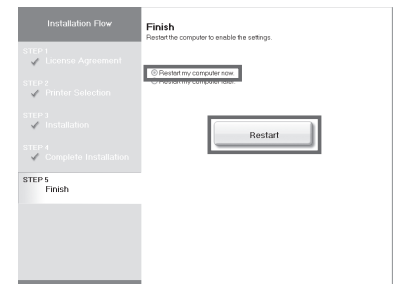 Installation Flow
STEP 1
License Agreement
STEP 2
Printer Selection
STEP 3
Installation
STEP 4
Complete Installation
STEP 5
Finish
Finish
Restart the computer to enable the settings.
Restart my computer now.
Restart my computer later.
Restart